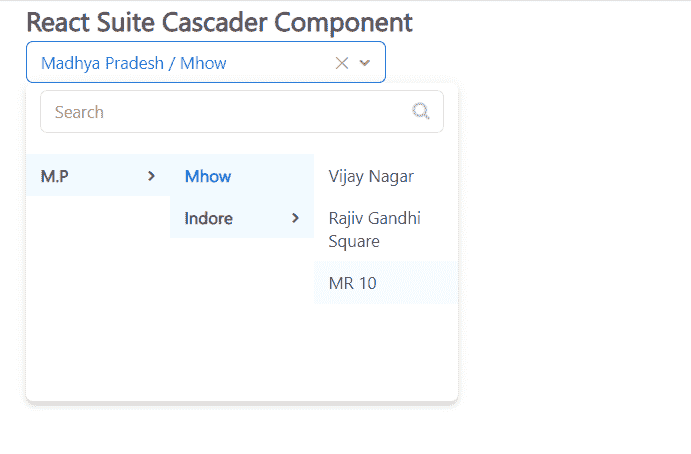 React Suite Cascader Component
Madhya Pradesh / Mhow
Search
M.P
Mhow
Indore
Vijay Nagar
Rajiv Gandhi
Square
MR 10